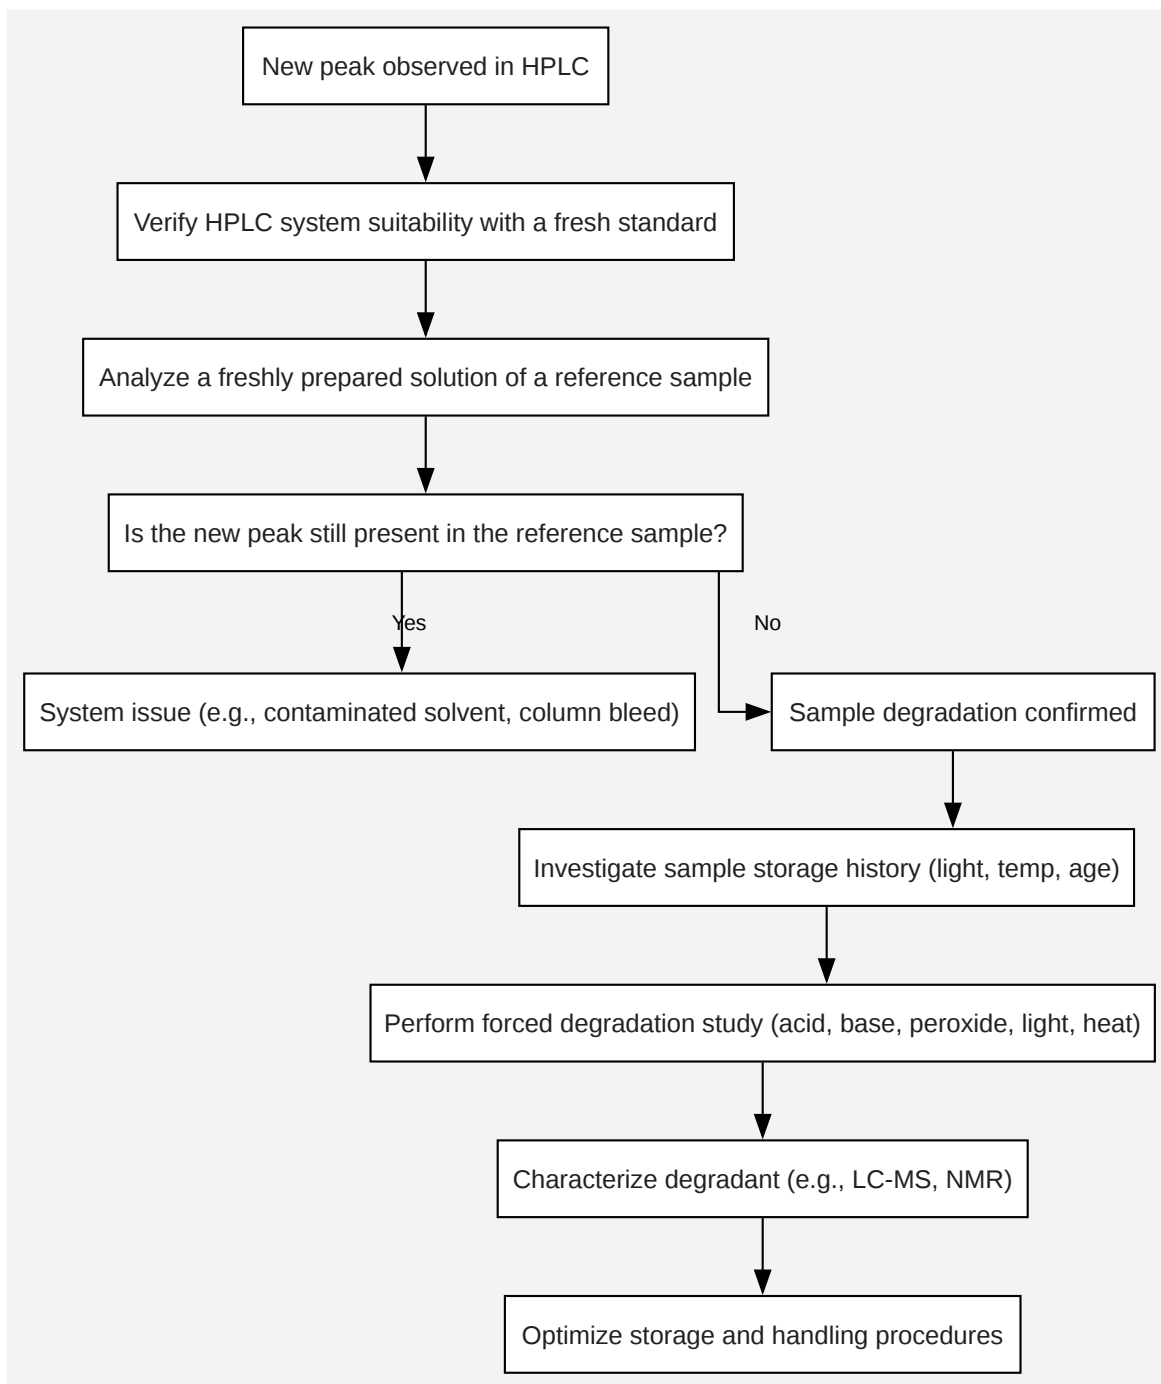 New peak observed in HPLC
Verify HPLC system suitability with a fresh standard
Analyze a freshly prepared solution of a reference sample
Is the new peak still present in the reference sample?
Yes
No
System issue (e.g., contaminated solvent, column bleed)
Sample degradation confirmed
Investigate sample storage history (light, temp, age)
Perform forced degradation study (acid, base, peroxide, light, heat)
Characterize degradant (e.g., LC-MS, NMR)
Optimize storage and handling procedures